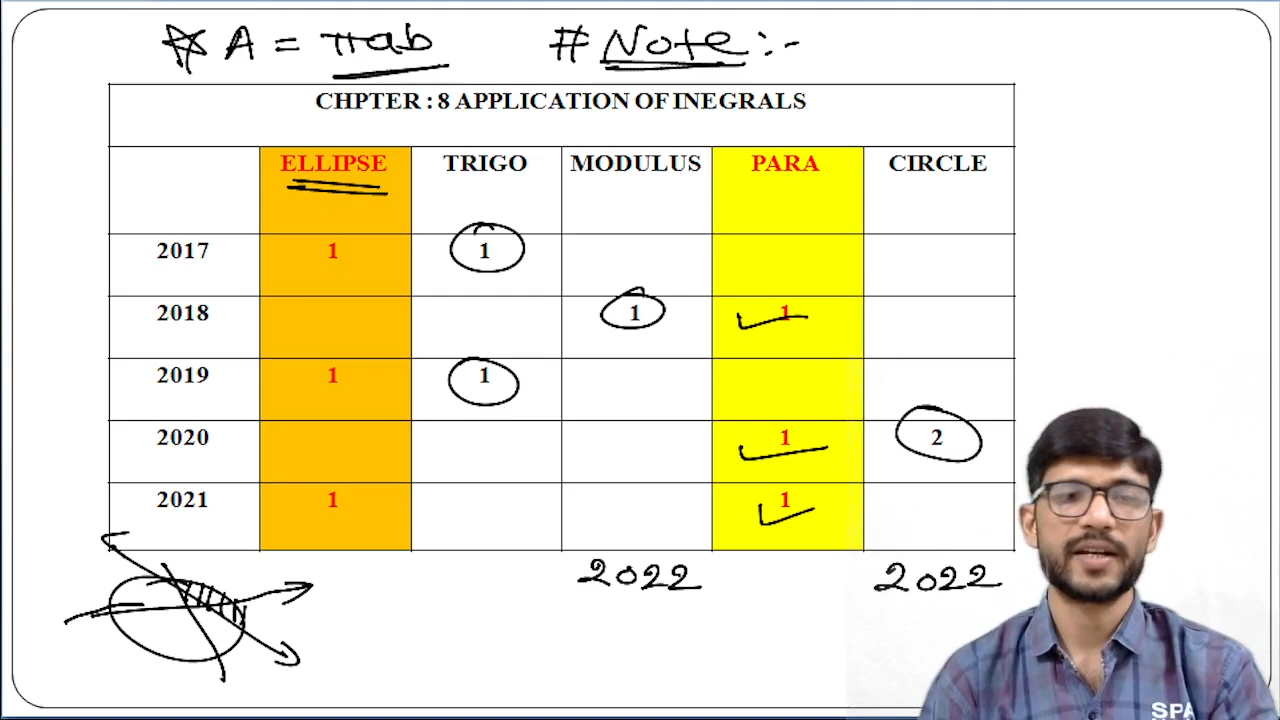 ☆ A = πab # Note :-
CHPTER : 8 APPLICATION OF INEGRALS
ELLIPSE TRIGO MODULUS PARA CIRCLE
2017 1 1
2018 1 1
2019 1 1
2020 1 2
2021 1 1
2022 2022
SPA